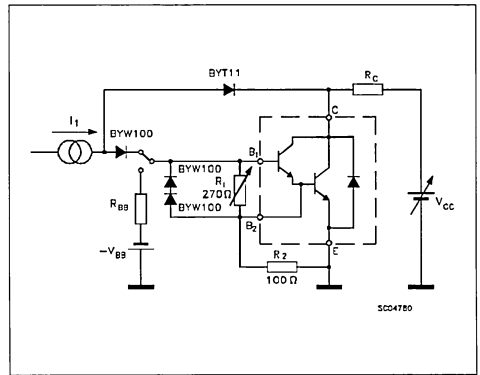 BYT11
R_C
C
I_1
BYW100
B_1
BYW100
R_1
270Ω
BYW100
R_BB
B_2
V_CC
-V_BB
E
R_2
100Ω
SC04780